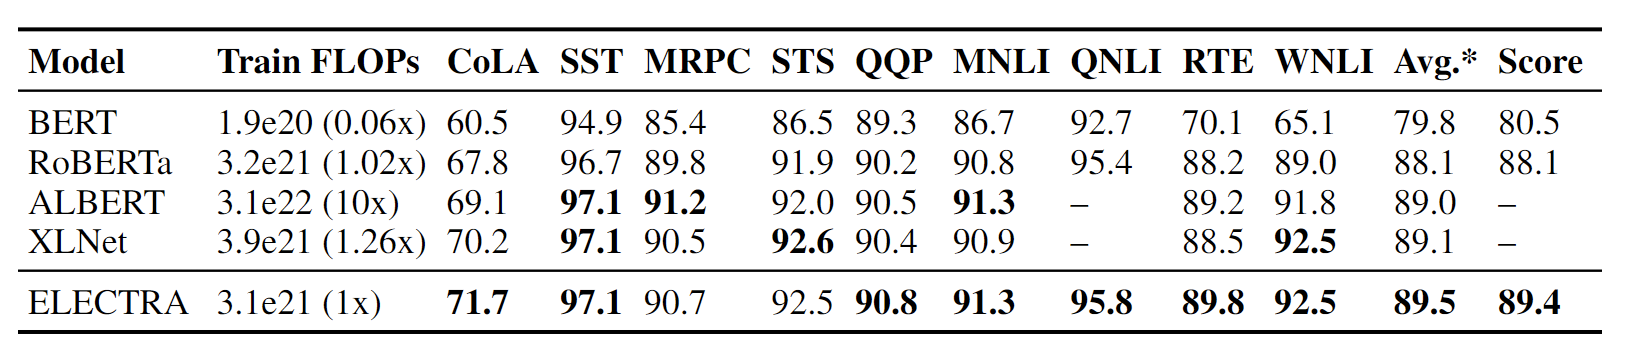 Model Train FLOPs CoLA SST MRPC STS QQP MNLI QNLI RTE WNLI Avg.* Score
BERT 1.9e20 (0.06x) 60.5 94.9 85.4 86.5 89.3 86.7 92.7 70.1 65.1 79.8 80.5
RoBERTa 3.2e21 (1.02x) 67.8 96.7 89.8 91.9 90.2 90.8 95.4 88.2 89.0 88.1 88.1
ALBERT 3.1e22 (10x) 69.1 97.1 91.2 92.0 90.5 91.3 – 89.2 91.8 89.0 –
XLNet 3.9e21 (1.26x) 70.2 97.1 90.5 92.6 90.4 90.9 – 88.5 92.5 89.1 –
ELECTRA 3.1e21 (1x) 71.7 97.1 90.7 92.5 90.8 91.3 95.8 89.8 92.5 89.5 89.4